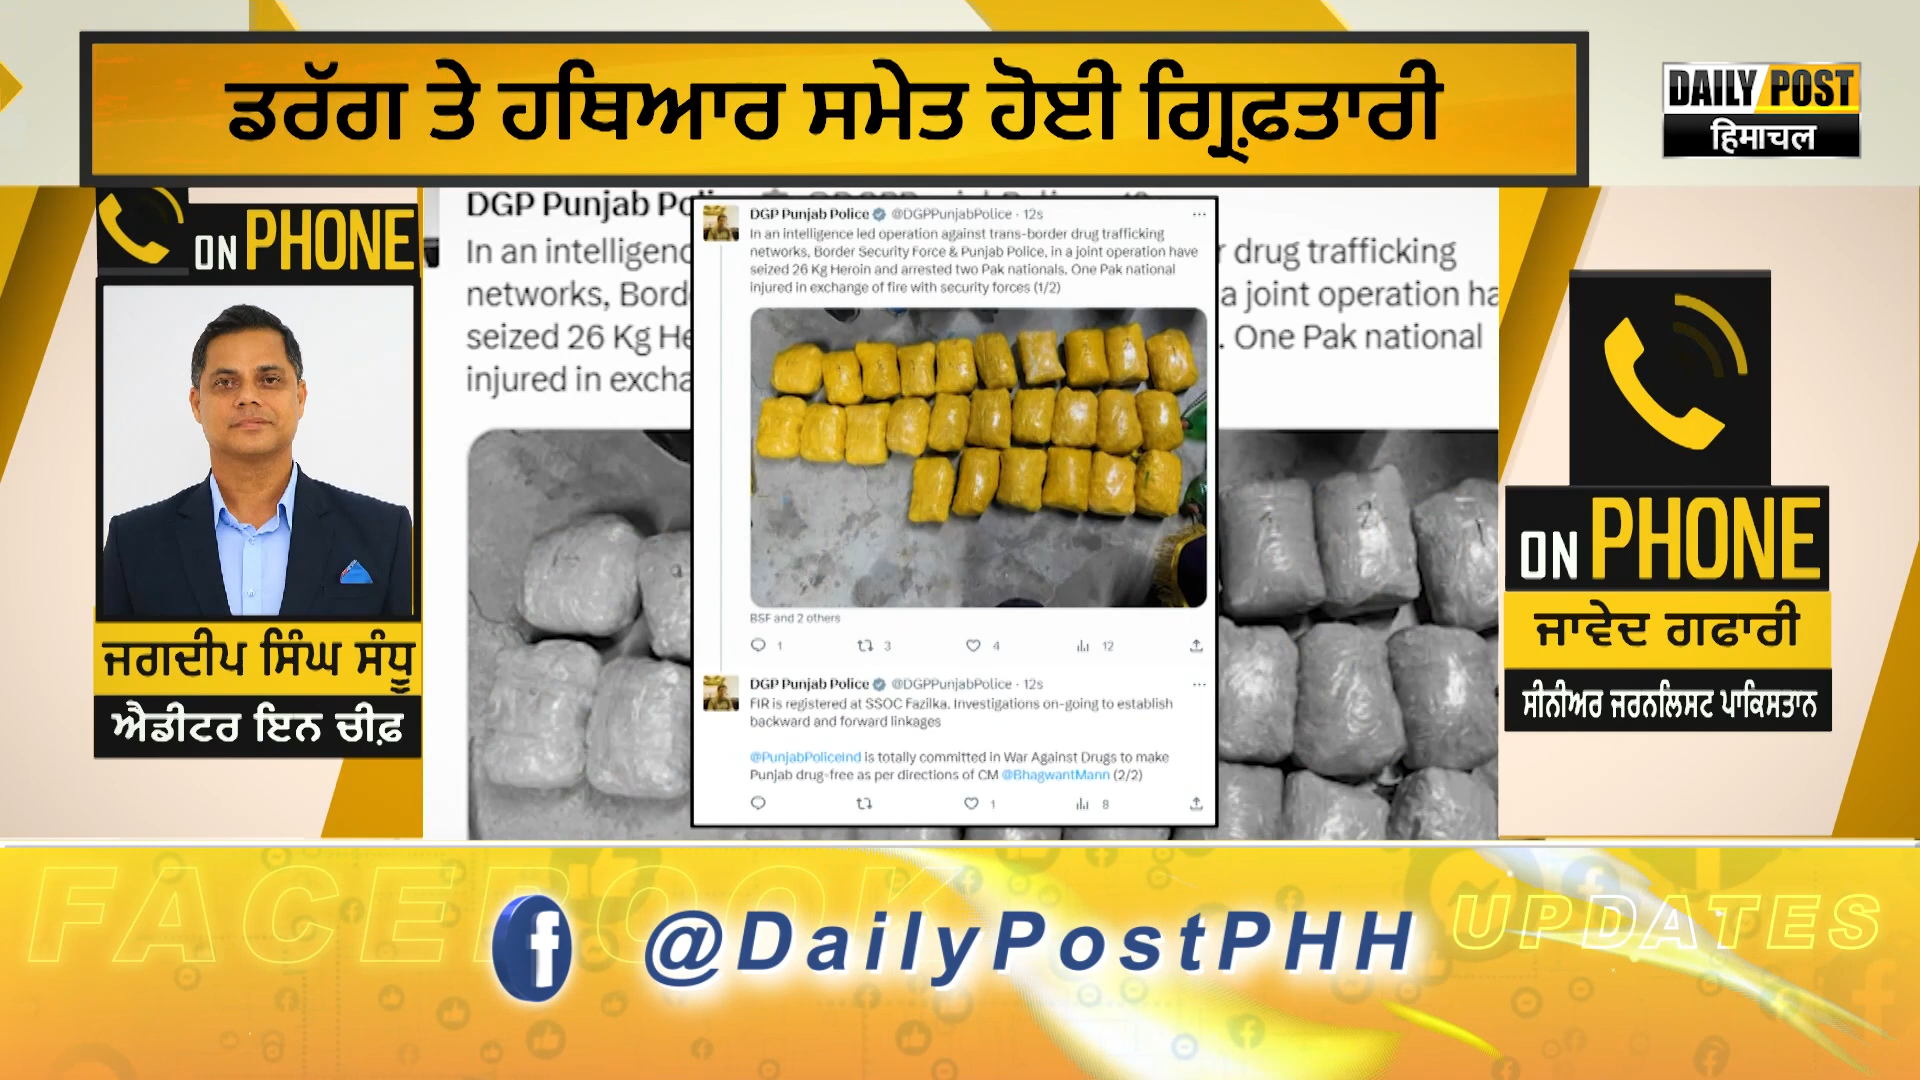 ਡਰੱਗ ਤੇ ਹਥਿਆਰ ਸਮੇਤ ਹੋਈ ਗ੍ਰਿਫ਼ਤਾਰੀ
DAILY POST
हिमाचल
ON PHONE
ਜਗਦੀਪ ਸਿੰਘ ਸੰਧੂ
ਐਡੀਟਰ ਇਨ ਚੀਫ਼
DGP Punjab Po
In an intelligenc
networks, Bord
seized 26 Kg He
injured in excha
r drug trafficking
a joint operation ha
. One Pak national
DGP Punjab Police @DGPPunjabPolice · 12s
In an intelligence led operation against trans-border drug trafficking
networks, Border Security Force & Punjab Police, in a joint operation have
seized 26 Kg Heroin and arrested two Pak nationals. One Pak national
injured in exchange of fire with security forces (1/2)
BSF and 2 others
1 3 4 12
DGP Punjab Police @DGPPunjabPolice · 12s
FIR is registered at SSOC Fazilka. Investigations on-going to establish
backward and forward linkages
@PunjabPoliceInd is totally committed in War Against Drugs to make
Punjab drug-free as per directions of CM @BhagwantMann (2/2)
1 8
ON PHONE
ਜਾਵੇਦ ਗਫਾਰੀ
ਸੀਨੀਅਰ ਜਰਨਲਿਸਟ ਪਾਕਿਸਤਾਨ
FACEBOOK
@DailyPostPHH
UPDATES